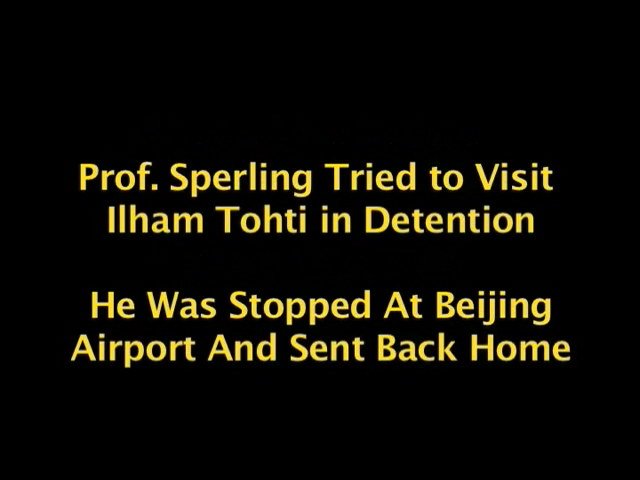 Prof. Sperling Tried to Visit
Ilham Tohti in Detention
He Was Stopped At Beijing
Airport And Sent Back Home